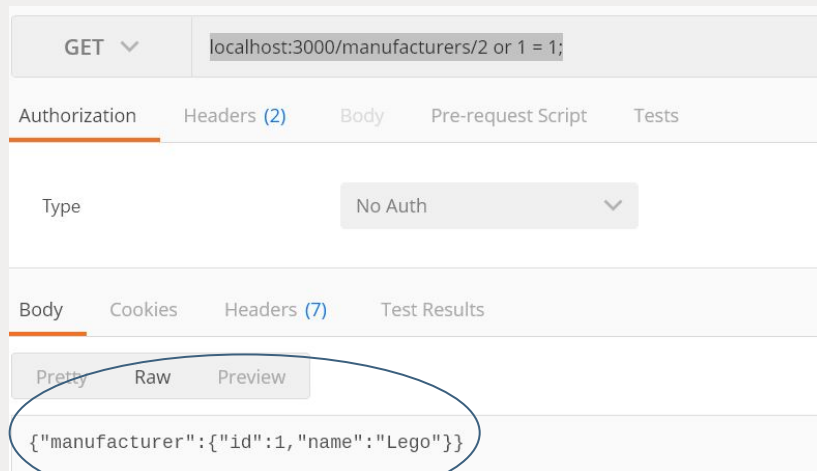 GET localhost:3000/manufacturers/2 or 1 = 1;
Authorization Headers (2) Body Pre-request Script Tests
Type No Auth
Body Cookies Headers (7) Test Results
Pretty Raw Preview
{"manufacturer":{"id":1,"name":"Lego"}}